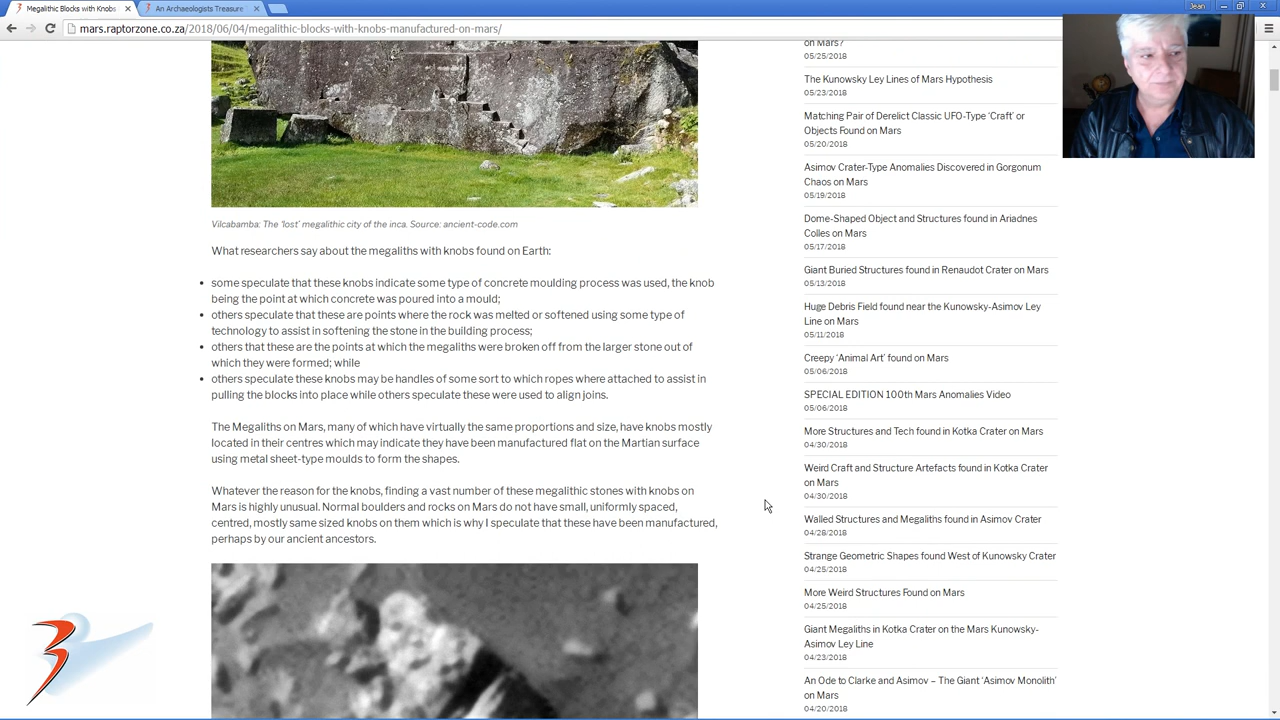 Megalithic Blocks with Knobs
An Archaeologists Treasure
Jean
mars.raptorzone.co.za/2018/06/04/megalithic-blocks-with-knobs-manufactured-on-mars/
Vilcabamba: The 'lost' megalithic city of the inca. Source: ancient-code.com
What researchers say about the megaliths with knobs found on Earth:
• some speculate that these knobs indicate some type of concrete moulding process was used, the knob
being the point at which concrete was poured into a mould;
• others speculate that these are points where the rock was melted or softened using some type of
technology to assist in softening the stone in the building process;
• others that these are the points at which the megaliths were broken off from the larger stone out of
which they were formed; while
• others speculate these knobs may be handles of some sort to which ropes where attached to assist in
pulling the blocks into place while others speculate these were used to align joins.
The Megaliths on Mars, many of which have virtually the same proportions and size, have knobs mostly
located in their centres which may indicate they have been manufactured flat on the Martian surface
using metal sheet-type moulds to form the shapes.
Whatever the reason for the knobs, finding a vast number of these megalithic stones with knobs on
Mars is highly unusual. Normal boulders and rocks on Mars do not have small, uniformly spaced,
centred, mostly same sized knobs on them which is why I speculate that these have been manufactured,
perhaps by our ancient ancestors.
on Mars?
05/25/2018
The Kunowsky Ley Lines of Mars Hypothesis
05/23/2018
Matching Pair of Derelict Classic UFO-Type 'Craft' or
Objects Found on Mars
05/20/2018
Asimov Crater-Type Anomalies Discovered in Gorgonum
Chaos on Mars
05/19/2018
Dome-Shaped Object and Structures found in Ariadnes
Colles on Mars
05/17/2018
Giant Buried Structures found in Renaudot Crater on Mars
05/13/2018
Huge Debris Field found near the Kunowsky-Asimov Ley
Line on Mars
05/11/2018
Creepy 'Animal Art' found on Mars
05/06/2018
SPECIAL EDITION 100th Mars Anomalies Video
05/06/2018
More Structures and Tech found in Kotka Crater on Mars
04/30/2018
Weird Craft and Structure Artefacts found in Kotka Crater
on Mars
04/30/2018
Walled Structures and Megaliths found in Asimov Crater
04/28/2018
Strange Geometric Shapes found West of Kunowsky Crater
04/25/2018
More Weird Structures Found on Mars
04/25/2018
Giant Megaliths in Kotka Crater on the Mars Kunowsky-
Asimov Ley Line
04/23/2018
An Ode to Clarke and Asimov – The Giant 'Asimov Monolith'
on Mars
04/20/2018